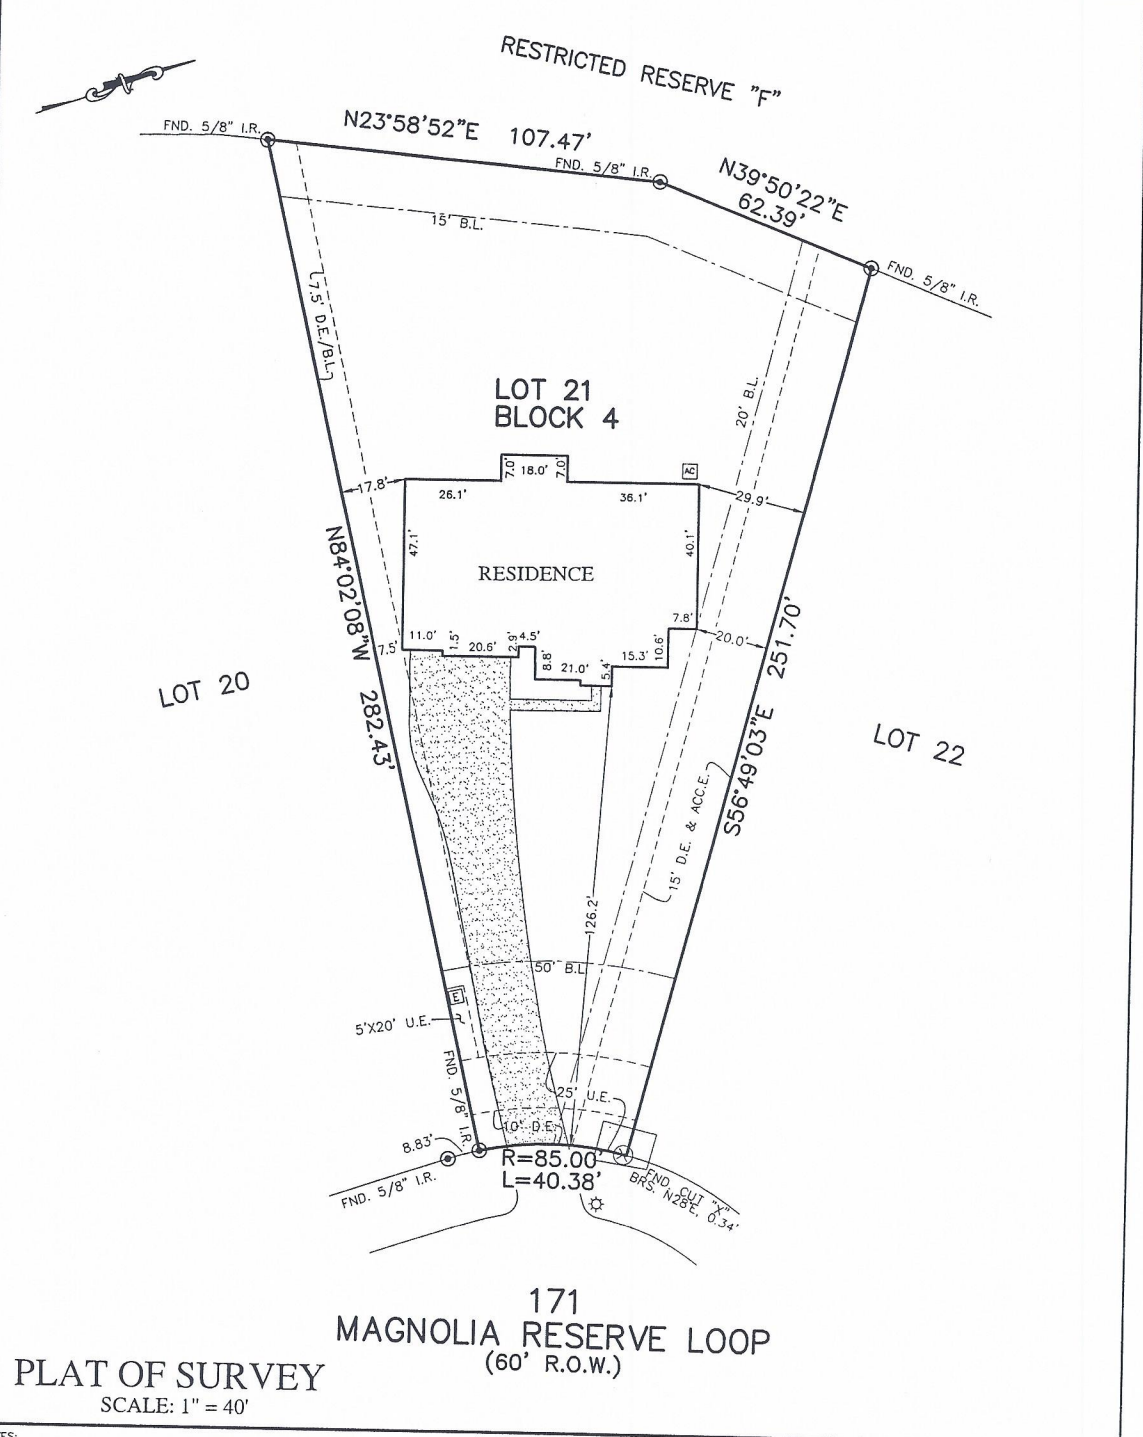 RESTRICTED RESERVE "F"
FND. 5/8" I.R.
N23°58'52"E 107.47'
FND. 5/8" I.R.
N39°50'22"E
62.39'
FND. 5/8" I.R.
15' B.L.
7.5' D.E./B.L.
20' B.L.
LOT 21
BLOCK 4
7.0'
18.0'
7.0'
AC
17.8'
26.1'
36.1'
29.9'
47.1'
40.1'
RESIDENCE
N84°02'08"W 282.43'
S56°49'03"E 251.70'
7.5'
11.0'
1.5'
20.6'
2.9'
4.5'
8.8'
21.0'
5.4'
15.3'
10.6'
7.8'
20.0'
LOT 20
LOT 22
15' D.E. & ACC.E.
126.2'
50' B.L.
E
5'X20' U.E.
FND. 5/8" I.R.
25' U.E.
10' D.E.
8.83'
FND. 5/8" I.R.
R=85.00'
L=40.38'
FND. CUT "X"
BRS. N28°E, 0.34'
171
MAGNOLIA RESERVE LOOP
(60' R.O.W.)
PLAT OF SURVEY
SCALE: 1" = 40'